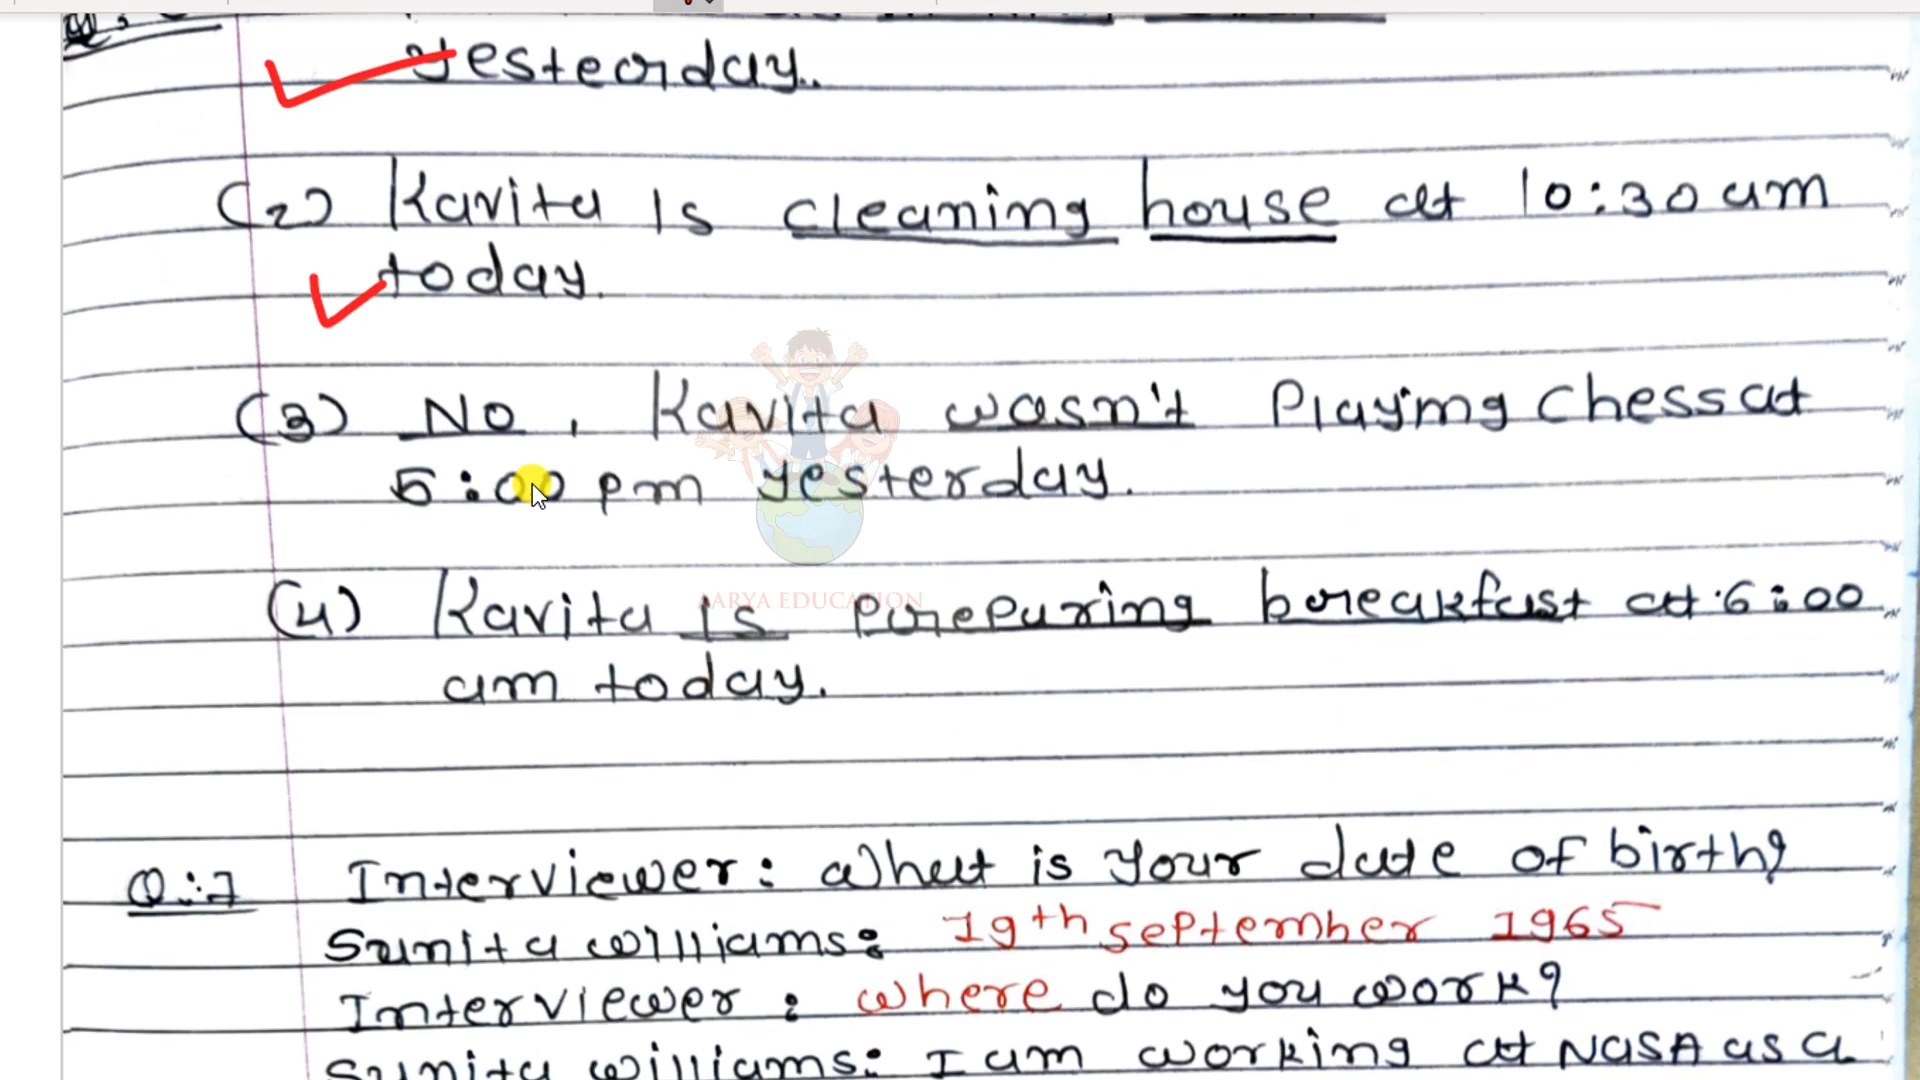 yesterday.
(2) Kavita Is cleaning house at 10:30 am
today.
(3) No, Kavita wasn't Playing Chess at
5:00 pm yesterday.
AARYA EDUCATION
(4) Kavita is preparing breakfast at 6:00
am today.
Q:7 Interviewer: What is your date of birth?
Sunita williams: 19th september 1965
Interviewer: where do you work?
Sunita williams: I am working at NASA as a